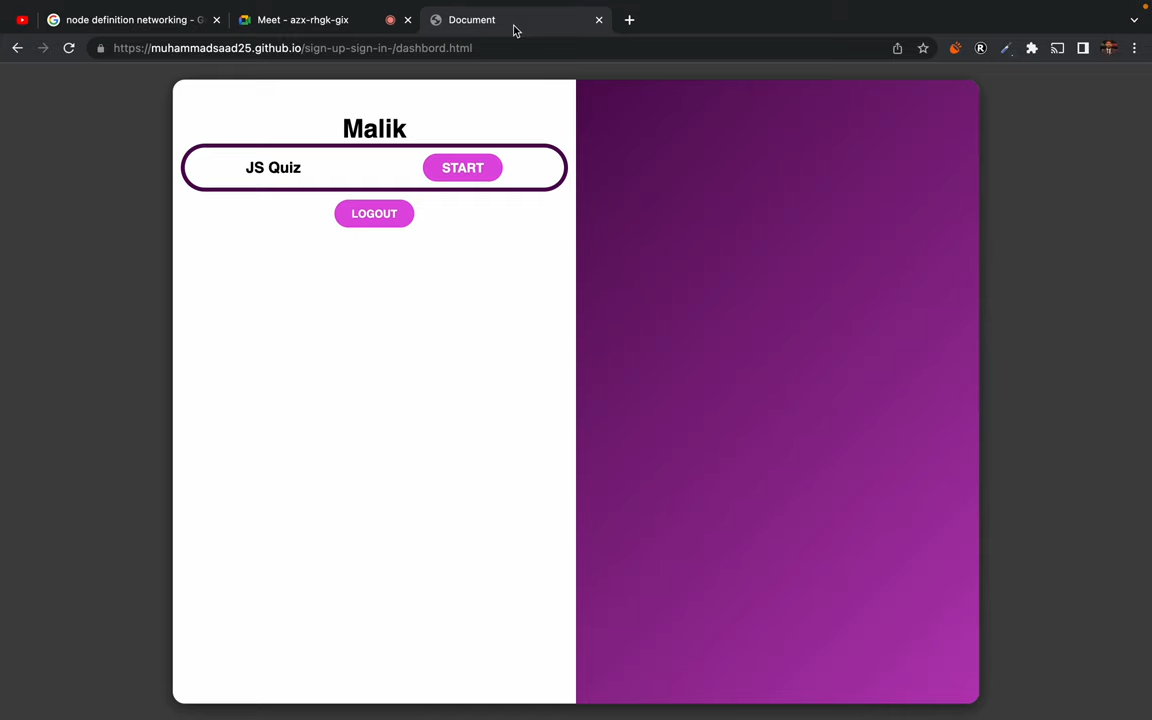 node definition networking - G
Meet - azx-rhgk-gix
Document
https://muhammadsaad25.github.io/sign-up-sign-in-/dashbord.html
Malik
JS Quiz
START
LOGOUT